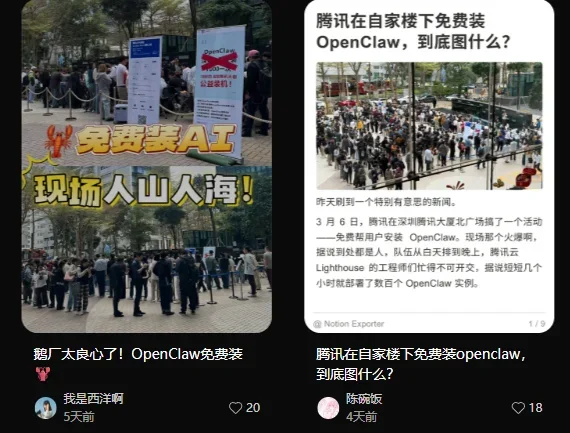 OpenClaw
公益装机!
免费装AI
现场人山人海!
鹅厂太良心了!OpenClaw免费装
🦞
我是西洋啊
5天前
20
腾讯在自家楼下免费装
OpenClaw,到底图什么?
昨天刷到一个特别有意思的新闻。
3 月 6 日,腾讯在深圳腾讯大厦北广场搞了一个活动
——免费帮用户安装 OpenClaw。现场那个火爆啊,
据说到处都是人,队伍从白天排到晚上,腾讯云
Lighthouse 的工程师们忙得不可开交,据说短短几个
小时就部署了数百个 OpenClaw 实例。
@ Notion Exporter
1 / 9
腾讯在自家楼下免费装openclaw,
到底图什么?
陈碗饭
4天前
18